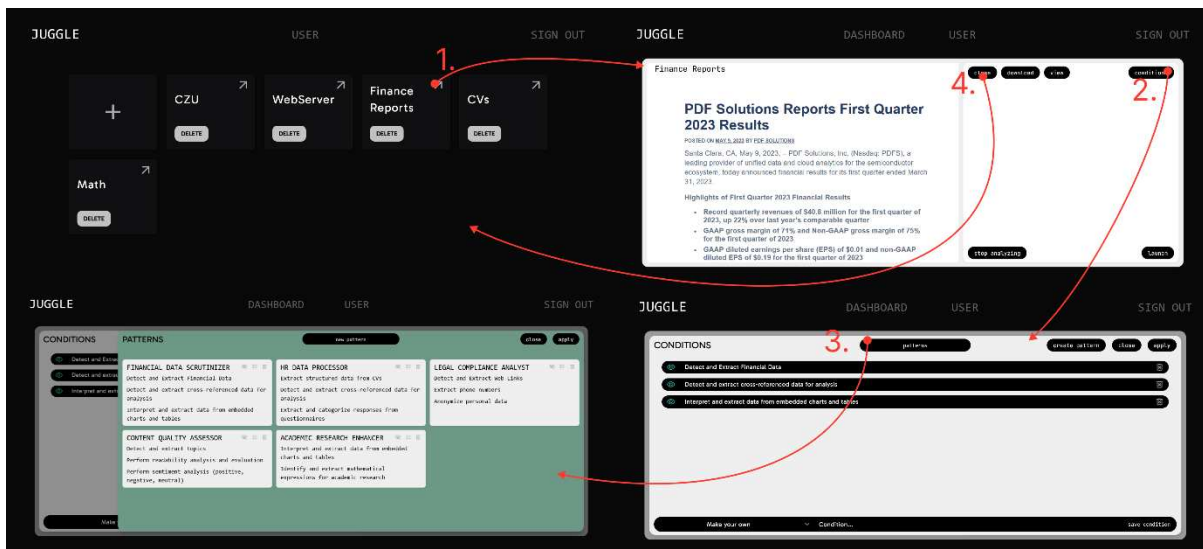 JUGGLE
USER
SIGN OUT
+
CZU
DELETE
WebServer
DELETE
Finance
Reports
DELETE
CVs
DELETE
Math
DELETE
1.
JUGGLE
DASHBOARD
USER
SIGN OUT
Finance Reports
PDF Solutions Reports First Quarter
2023 Results
POSTED ON MAY 9, 2023 BY PDF SOLUTIONS
Santa Clara, CA, May 9, 2023, – PDF Solutions, Inc. (Nasdaq: PDFS), a
leading provider of unified data and cloud analytics for the semiconductor
ecosystem, today announced financial results for its first quarter ended March
31, 2023.
Highlights of First Quarter 2023 Financial Results
• Record quarterly revenues of $40.8 million for the first quarter of
2023, up 22% over last year's comparable quarter
• GAAP gross margin of 71% and Non-GAAP gross margin of 75%
for the first quarter of 2023
• GAAP diluted earnings per share (EPS) of $0.01 and non-GAAP
diluted EPS of $0.19 for the first quarter of 2023
download
view
conditions
4.
2.
stop analyzing
launch
JUGGLE
DASHBOARD
USER
SIGN OUT
CONDITIONS
Detect and Extrac
Detect and extrac
Interpret and extr
Make
PATTERNS
new pattern
close
apply
FINANCIAL DATA SCRUTINIZER
Detect and Extract Financial Data
Detect and extract cross-referenced data for
analysis
Interpret and extract data from embedded
charts and tables
HR DATA PROCESSOR
Extract structured data from CVs
Detect and extract cross-referenced data for
analysis
Extract and categorize responses from
questionnaires
LEGAL COMPLIANCE ANALYST
Detect and Extract Web Links
Extract phone numbers
Anonymize personal data
CONTENT QUALITY ASSESSOR
Detect and extract topics
Perform readability analysis and evaluation
Perform sentiment analysis (positive,
negative, neutral)
ACADEMIC RESEARCH ENHANCER
Interpret and extract data from embedded
charts and tables
Identify and extract mathematical
expressions for academic research
JUGGLE
DASHBOARD
USER
SIGN OUT
CONDITIONS
3.
patterns
create pattern
close
apply
Detect and Extract Financial Data
Detect and extract cross-referenced data for analysis
Interpret and extract data from embedded charts and tables
Make your own
Condition...
save condition